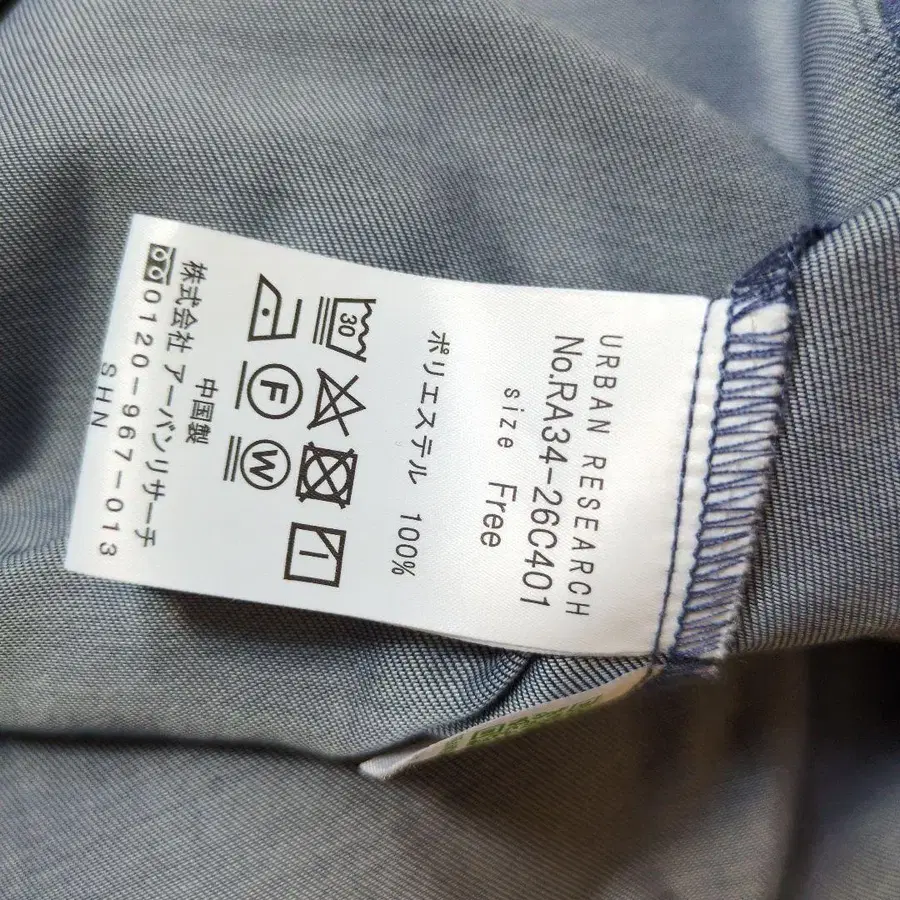 URBAN RESEARCH
No.RA34-26C401
size Free
ポリエステル 100%
30
F
W
中国製
株式会社 アーバンリサーチ
0120-967-013
SHN